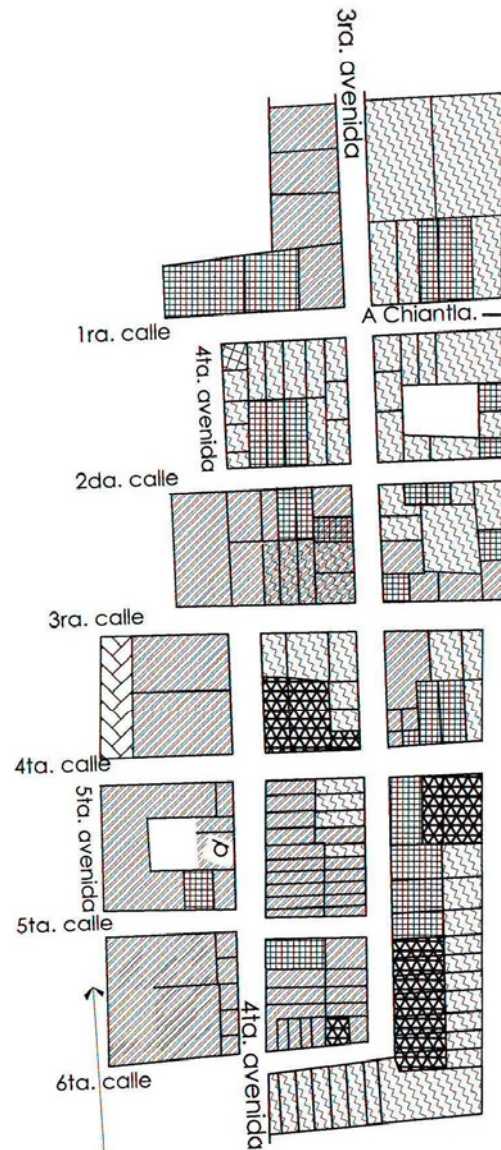 3ra. avenida
A Chiantla.
1ra. calle
4ta. avenida
2da. calle
3ra. calle
4ta. calle
5ta. avenida
5ta. calle
4ta. avenida
6ta. calle